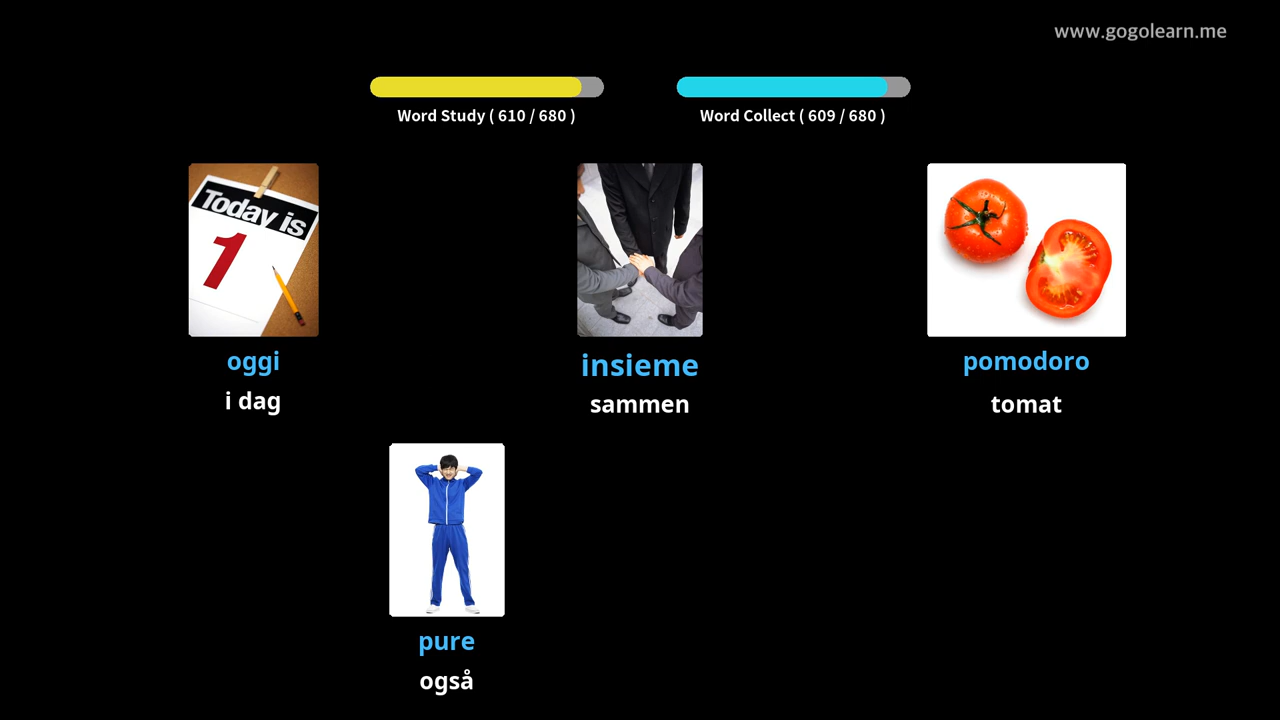 www.gogolearn.me
Word Study ( 610 / 680 )
Word Collect ( 609 / 680 )
Today is
1
oggi
i dag
insieme
sammen
pomodoro
tomat
pure
også